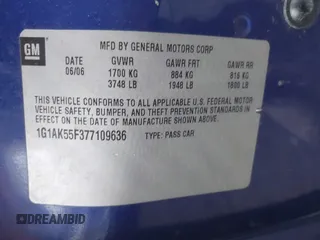 GM
MFD BY GENERAL MOTORS CORP
DATE GVWR GAWR FRT GAWR RR
06/06 1700 KG 884 KG 816 KG
3748 LB 1948 LB 1800 LB
THIS VEHICLE CONFORMS TO ALL APPLICABLE U.S. FEDERAL MOTOR
VEHICLE SAFETY, BUMPER, AND THEFT PREVENTION STANDARDS IN
EFFECT ON THE DATE OF MANUFACTURE SHOWN ABOVE.
1G1AK55F377109636 TYPE: PASS CAR
© IDREAMBID